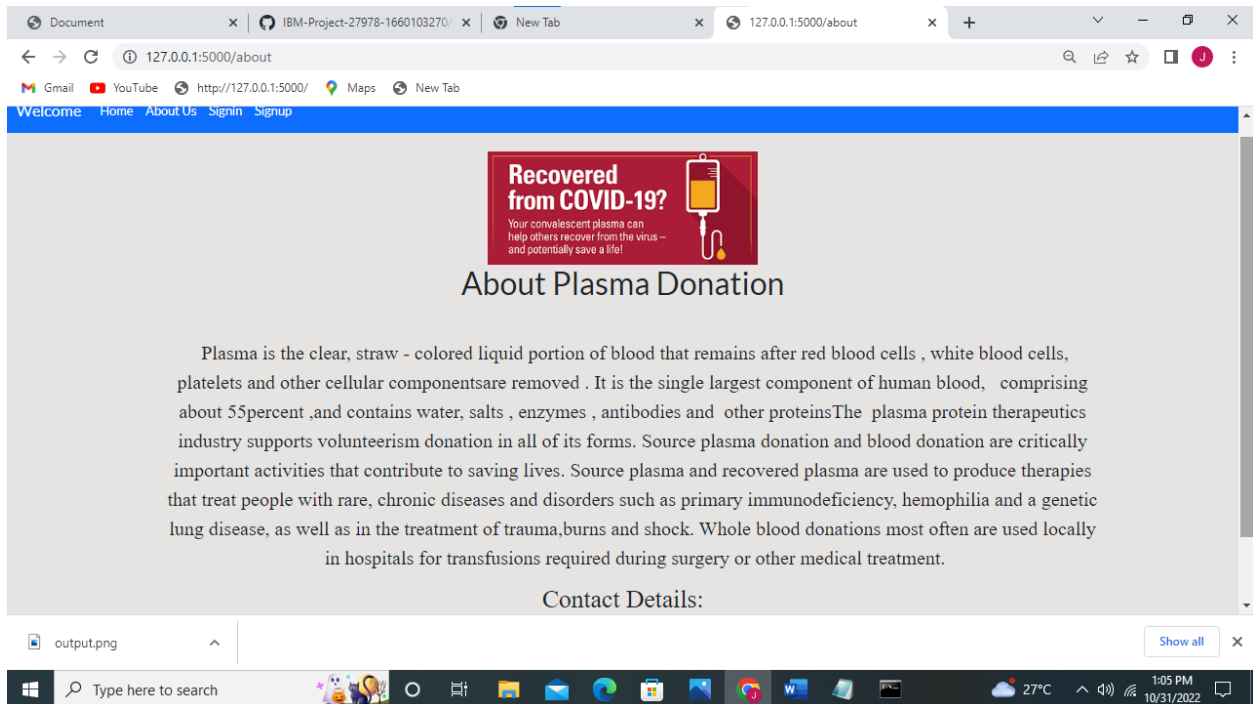 Document
IBM-Project-27978-1660103270/
New Tab
127.0.0.1:5000/about
127.0.0.1:5000/about
J
Gmail YouTube http://127.0.0.1:5000/ Maps New Tab
Welcome Home About Us Signin Signup
Recovered
from COVID-19?
Your convalescent plasma can
help others recover from the virus –
and potentially save a life!
About Plasma Donation
Plasma is the clear, straw - colored liquid portion of blood that remains after red blood cells , white blood cells,
platelets and other cellular componentsare removed . It is the single largest component of human blood, comprising
about 55percent ,and contains water, salts , enzymes , antibodies and other proteinsThe plasma protein therapeutics
industry supports volunteerism donation in all of its forms. Source plasma donation and blood donation are critically
important activities that contribute to saving lives. Source plasma and recovered plasma are used to produce therapies
that treat people with rare, chronic diseases and disorders such as primary immunodeficiency, hemophilia and a genetic
lung disease, as well as in the treatment of trauma,burns and shock. Whole blood donations most often are used locally
in hospitals for transfusions required during surgery or other medical treatment.
Contact Details:
output.png
Show all
Type here to search
27°C
1:05 PM
10/31/2022